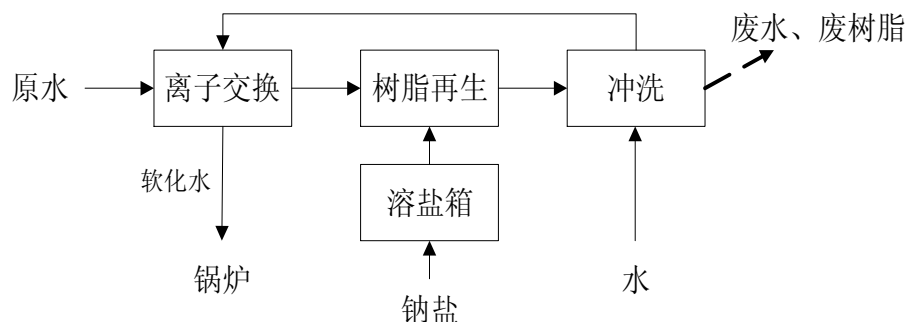 废水、废树脂
原水
离子交换
树脂再生
冲洗
软化水
溶盐箱
锅炉
钠盐
水